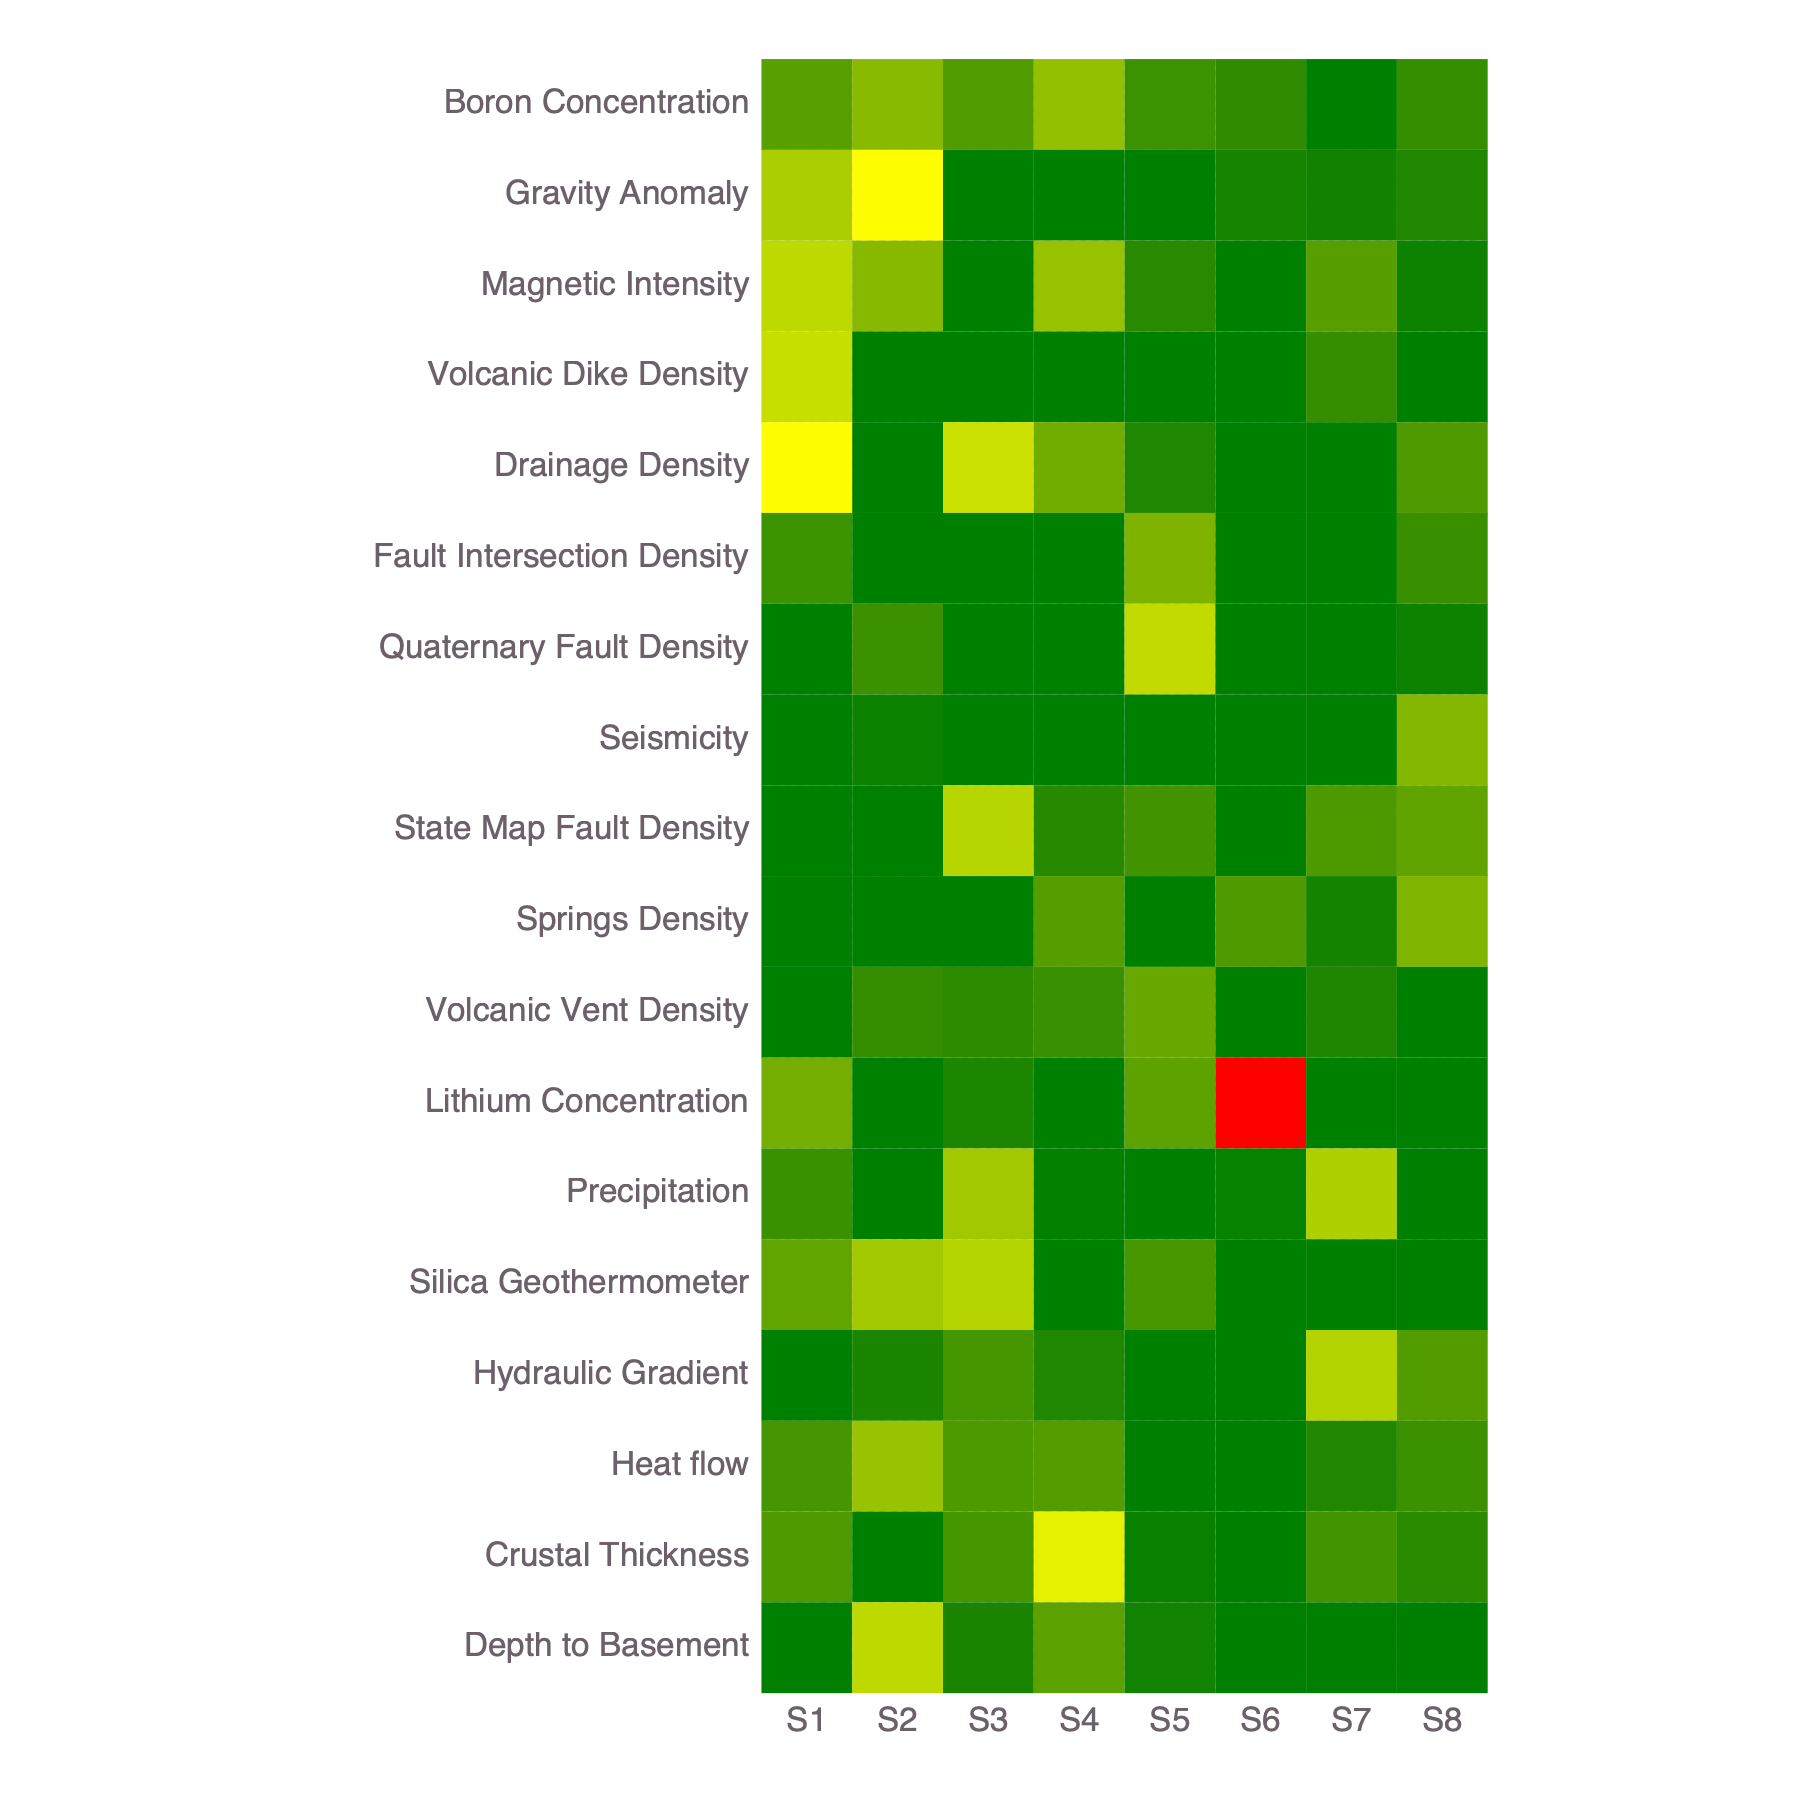 Boron Concentration
Gravity Anomaly
Magnetic Intensity
Volcanic Dike Density
Drainage Density
Fault Intersection Density
Quaternary Fault Density
Seismicity
State Map Fault Density
Springs Density
Volcanic Vent Density
Lithium Concentration
Precipitation
Silica Geothermometer
Hydraulic Gradient
Heat flow
Crustal Thickness
Depth to Basement
S1 S2 S3 S4 S5 S6 S7 S8